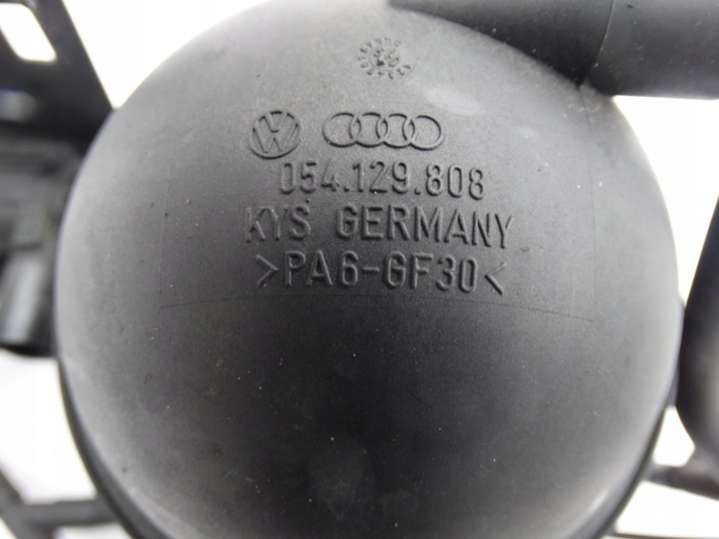 054.129.808
KYS GERMANY
>PA6-GF30<